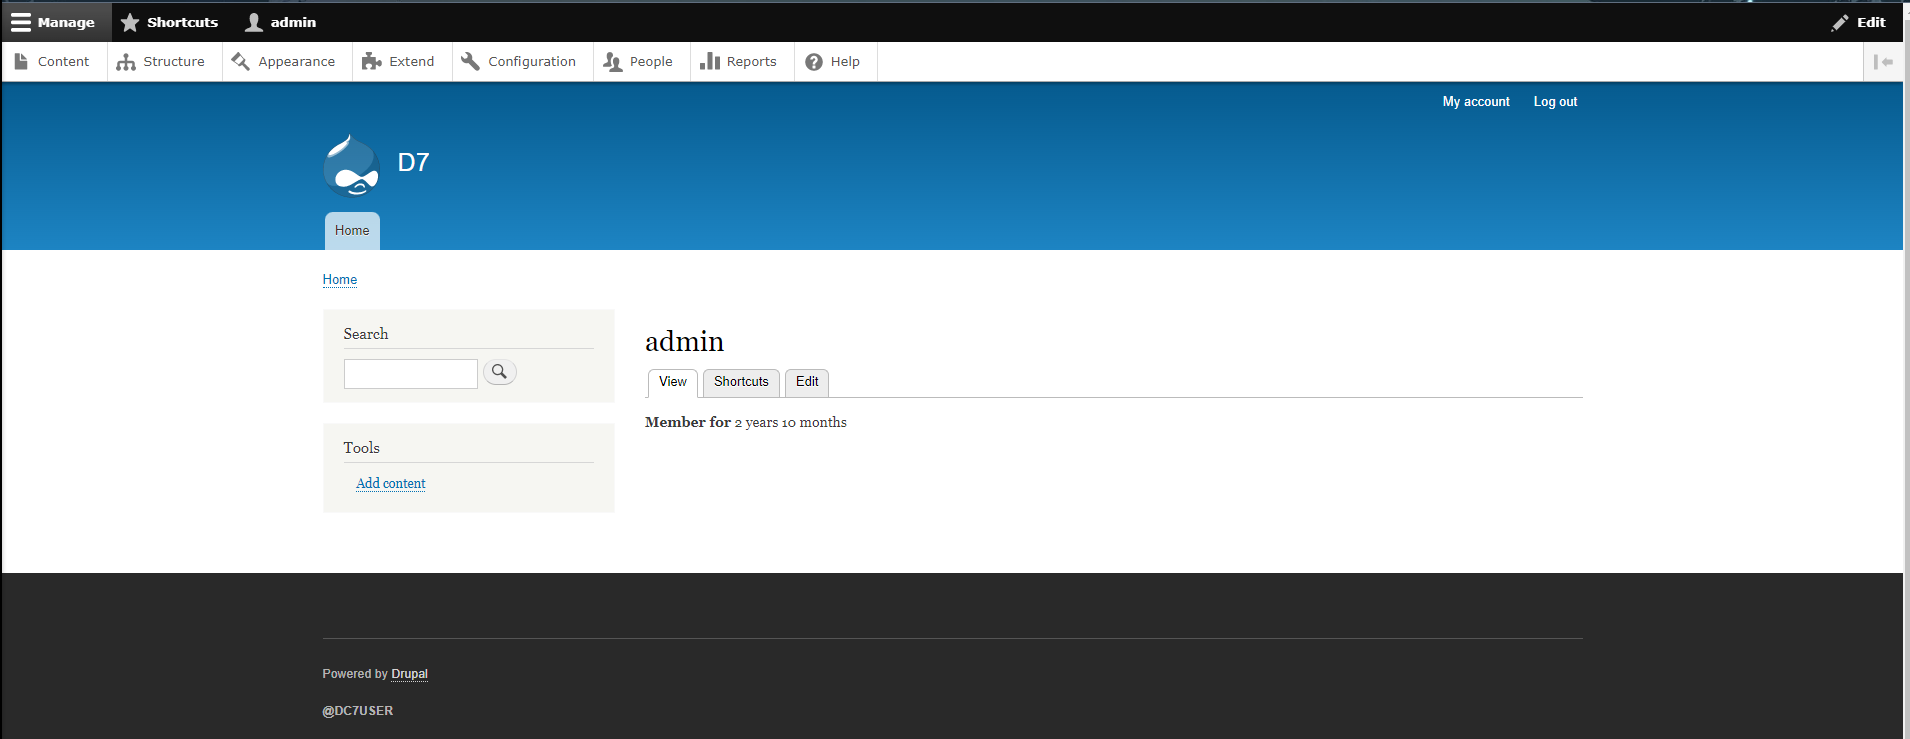 Manage Shortcuts admin Edit
Content Structure Appearance Extend Configuration People Reports Help
My account Log out
D7
Home
Home
Search
Tools
Add content
admin
View Shortcuts Edit
Member for 2 years 10 months
Powered by Drupal
@DC7USER